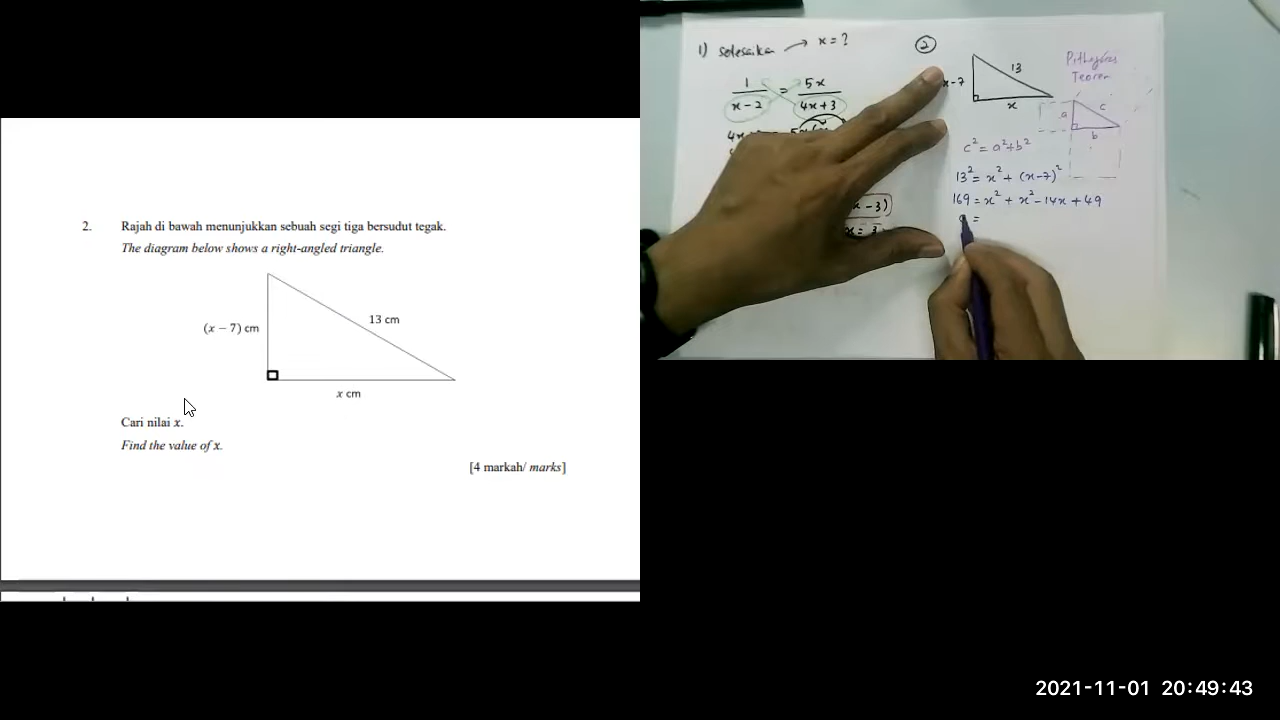 2. Rajah di bawah menunjukkan sebuah segi tiga bersudut tegak.
The diagram below shows a right-angled triangle.
(x − 7) cm
13 cm
x cm
Cari nilai x.
Find the value of x.
[4 markah/ marks]
1) selesaikan → x = ?
1/(x − 2) = 5x/(4x + 3)
x − 3)
x = 3
2
x − 7
13
x
Pithagoras
Teorem
a
c
b
c² = a² + b²
13² = x² + (x − 7)²
169 = x² + x² − 14x + 49
=
2021-11-01 20:49:43